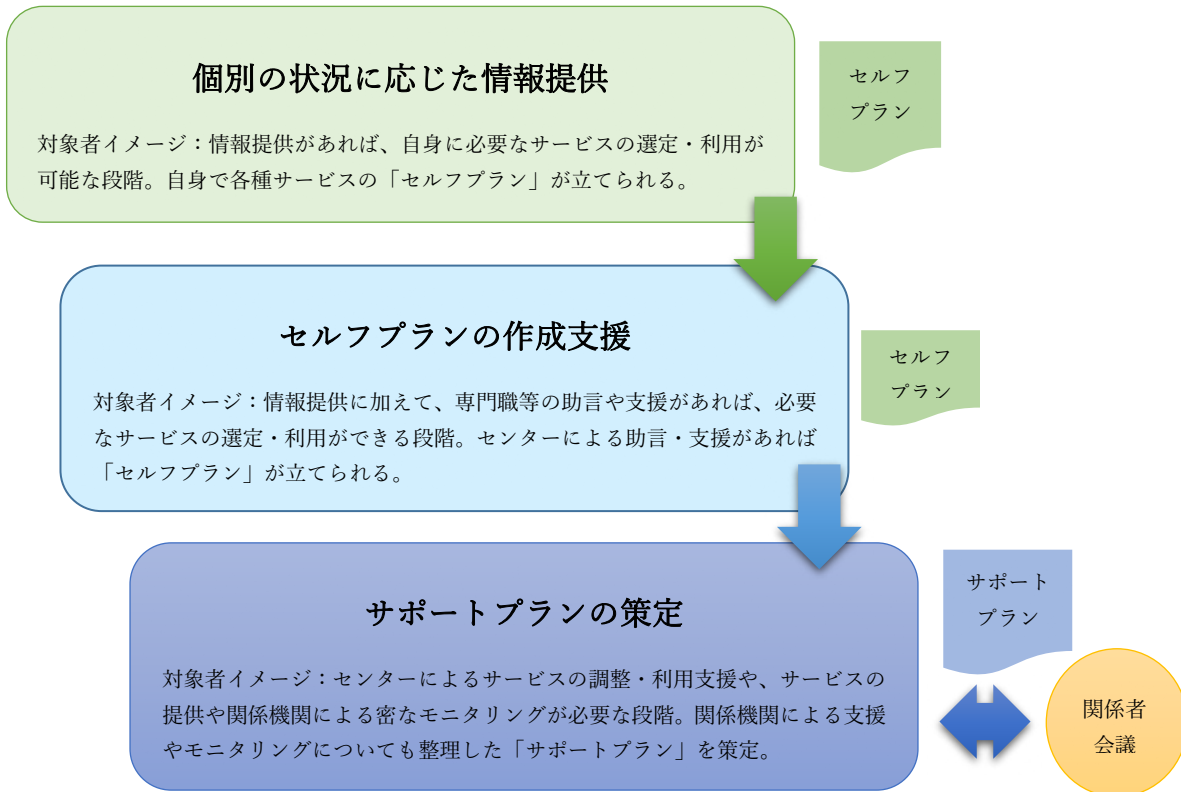 個別の状況に応じた情報提供
対象者イメージ：情報提供があれば、自身に必要なサービスの選定・利用が
可能な段階。自身で各種サービスの「セルフプラン」が立てられる。
セルフ
プラン
セルフプランの作成支援
対象者イメージ：情報提供に加えて、専門職等の助言や支援があれば、必要
なサービスの選定・利用ができる段階。センターによる助言・支援があれば
「セルフプラン」が立てられる。
セルフ
プラン
サポートプランの策定
対象者イメージ：センターによるサービスの調整・利用支援や、サービスの
提供や関係機関による密なモニタリングが必要な段階。関係機関による支援
やモニタリングについても整理した「サポートプラン」を策定。
サポート
プラン
関係者
会議